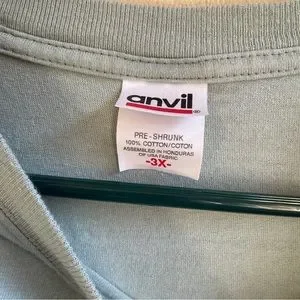 anvil®
PRE-SHRUNK
100% COTTON/COTON
ASSEMBLED IN HONDURAS
OF USA FABRIC
-3X-